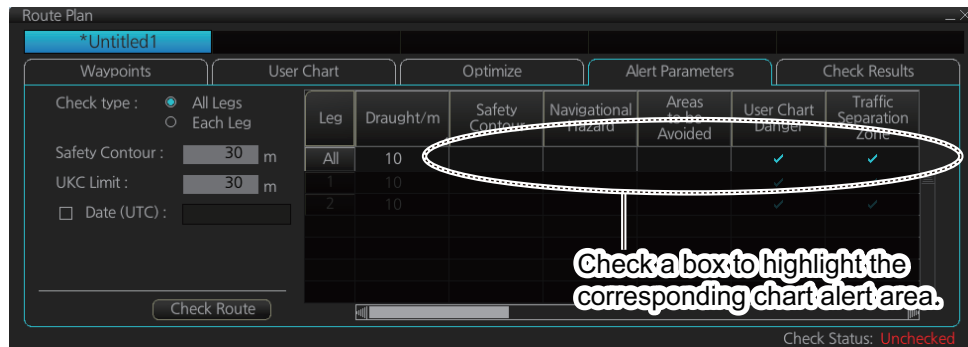 Route Plan
*Untitled1
Waypoints User Chart Optimize Alert Parameters Check Results
Check type : All Legs
Each Leg
Safety Contour : 30 m
UKC Limit : 30 m
Date (UTC) :
Check Route
Leg Draught/m Safety Contour Navigational Hazard Areas to be Avoided User Chart Danger Traffic Separation Zone
All 10 ✓ ✓
1 10 ✓
2 10 ✓ ✓
Check a box to highlight the
corresponding chart alert area.
Check Status: Unchecked